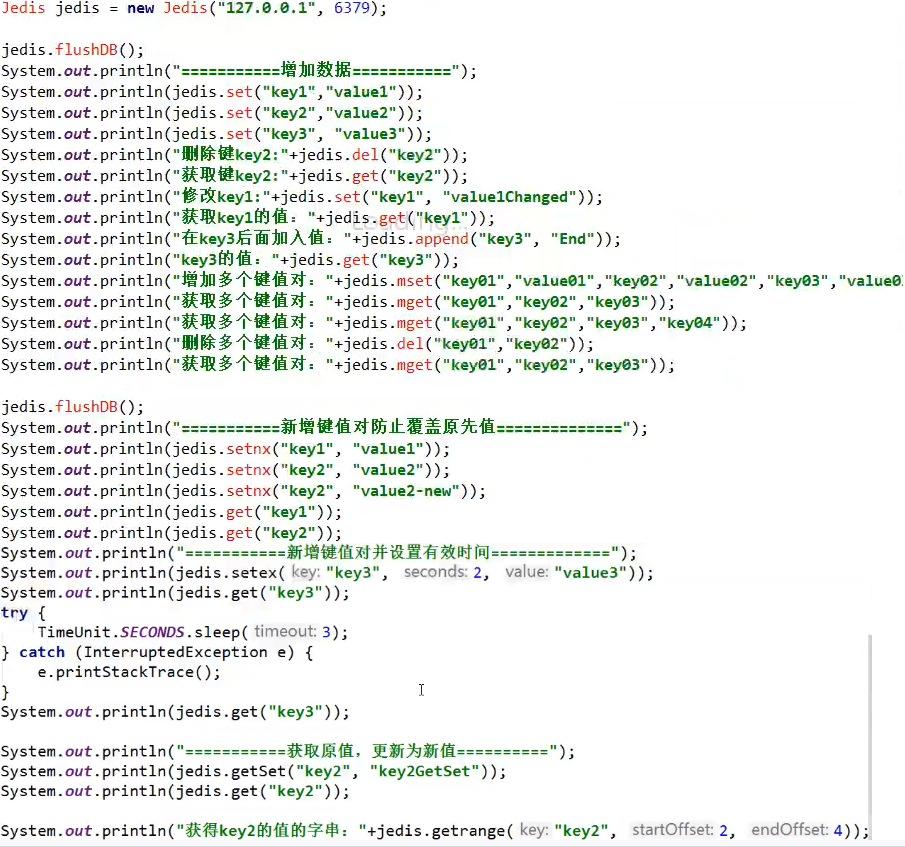 Jedis jedis = new Jedis("127.0.0.1", 6379);
jedis.flushDB();
System.out.println("===========增加数据===========");
System.out.println(jedis.set("key1","value1"));
System.out.println(jedis.set("key2","value2"));
System.out.println(jedis.set("key3", "value3"));
System.out.println("删除键key2:"+jedis.del("key2"));
System.out.println("获取键key2:"+jedis.get("key2"));
System.out.println("修改key1:"+jedis.set("key1", "value1Changed"));
System.out.println("获取key1的值："+jedis.get("key1"));
Loading...
System.out.println("在key3后面加入值："+jedis.append("key3", "End"));
System.out.println("key3的值："+jedis.get("key3"));
System.out.println("增加多个键值对："+jedis.mset("key01","value01","key02","value02","key03","value0
System.out.println("获取多个键值对："+jedis.mget("key01","key02","key03"));
System.out.println("获取多个键值对："+jedis.mget("key01","key02","key03","key04"));
System.out.println("删除多个键值对："+jedis.del("key01","key02"));
System.out.println("获取多个键值对："+jedis.mget("key01","key02","key03"));
jedis.flushDB();
System.out.println("===========新增键值对防止覆盖原先值==============");
System.out.println(jedis.setnx("key1", "value1"));
System.out.println(jedis.setnx("key2", "value2"));
System.out.println(jedis.setnx("key2", "value2-new"));
System.out.println(jedis.get("key1"));
System.out.println(jedis.get("key2"));
System.out.println("===========新增键值对并设置有效时间=============");
System.out.println(jedis.setex( key: "key3", seconds: 2, value: "value3"));
System.out.println(jedis.get("key3"));
try {
TimeUnit.SECONDS.sleep( timeout: 3);
} catch (InterruptedException e) {
e.printStackTrace();
}
System.out.println(jedis.get("key3"));
System.out.println("===========获取原值，更新为新值==========");
System.out.println(jedis.getSet("key2", "key2GetSet"));
System.out.println(jedis.get("key2"));
System.out.println("获得key2的值的字串："+jedis.getrange( key: "key2", startOffset: 2, endOffset: 4));